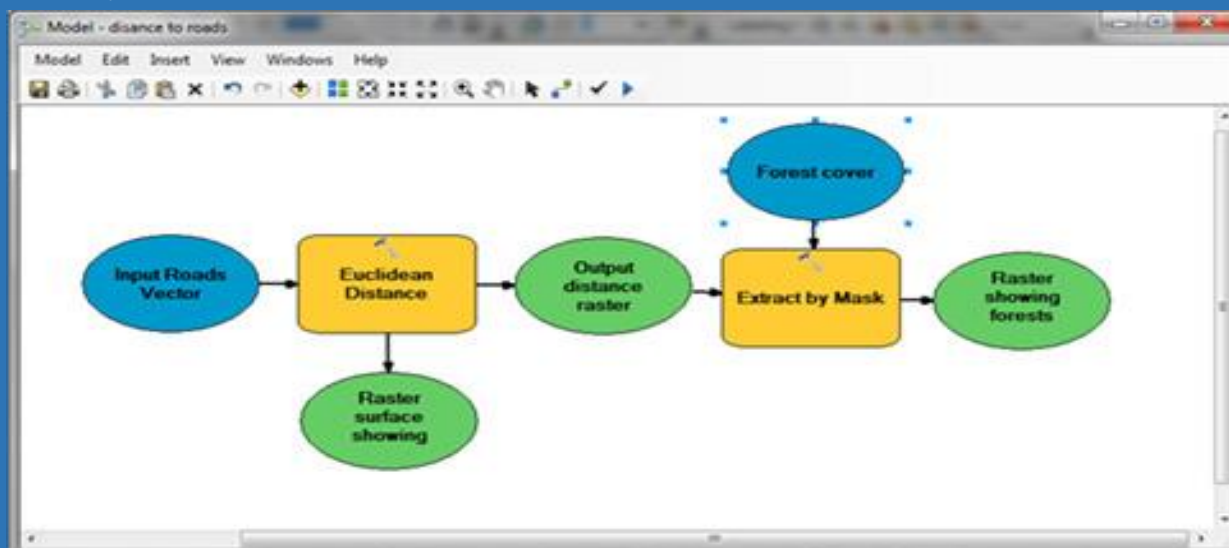 Model - disance to roads
Model Edit Insert View Windows Help
Forest cover
Input Roads
Vector
Euclidean
Distance
Output
distance
raster
Extract by Mask
Raster
showing
forests
Raster
surface
showing